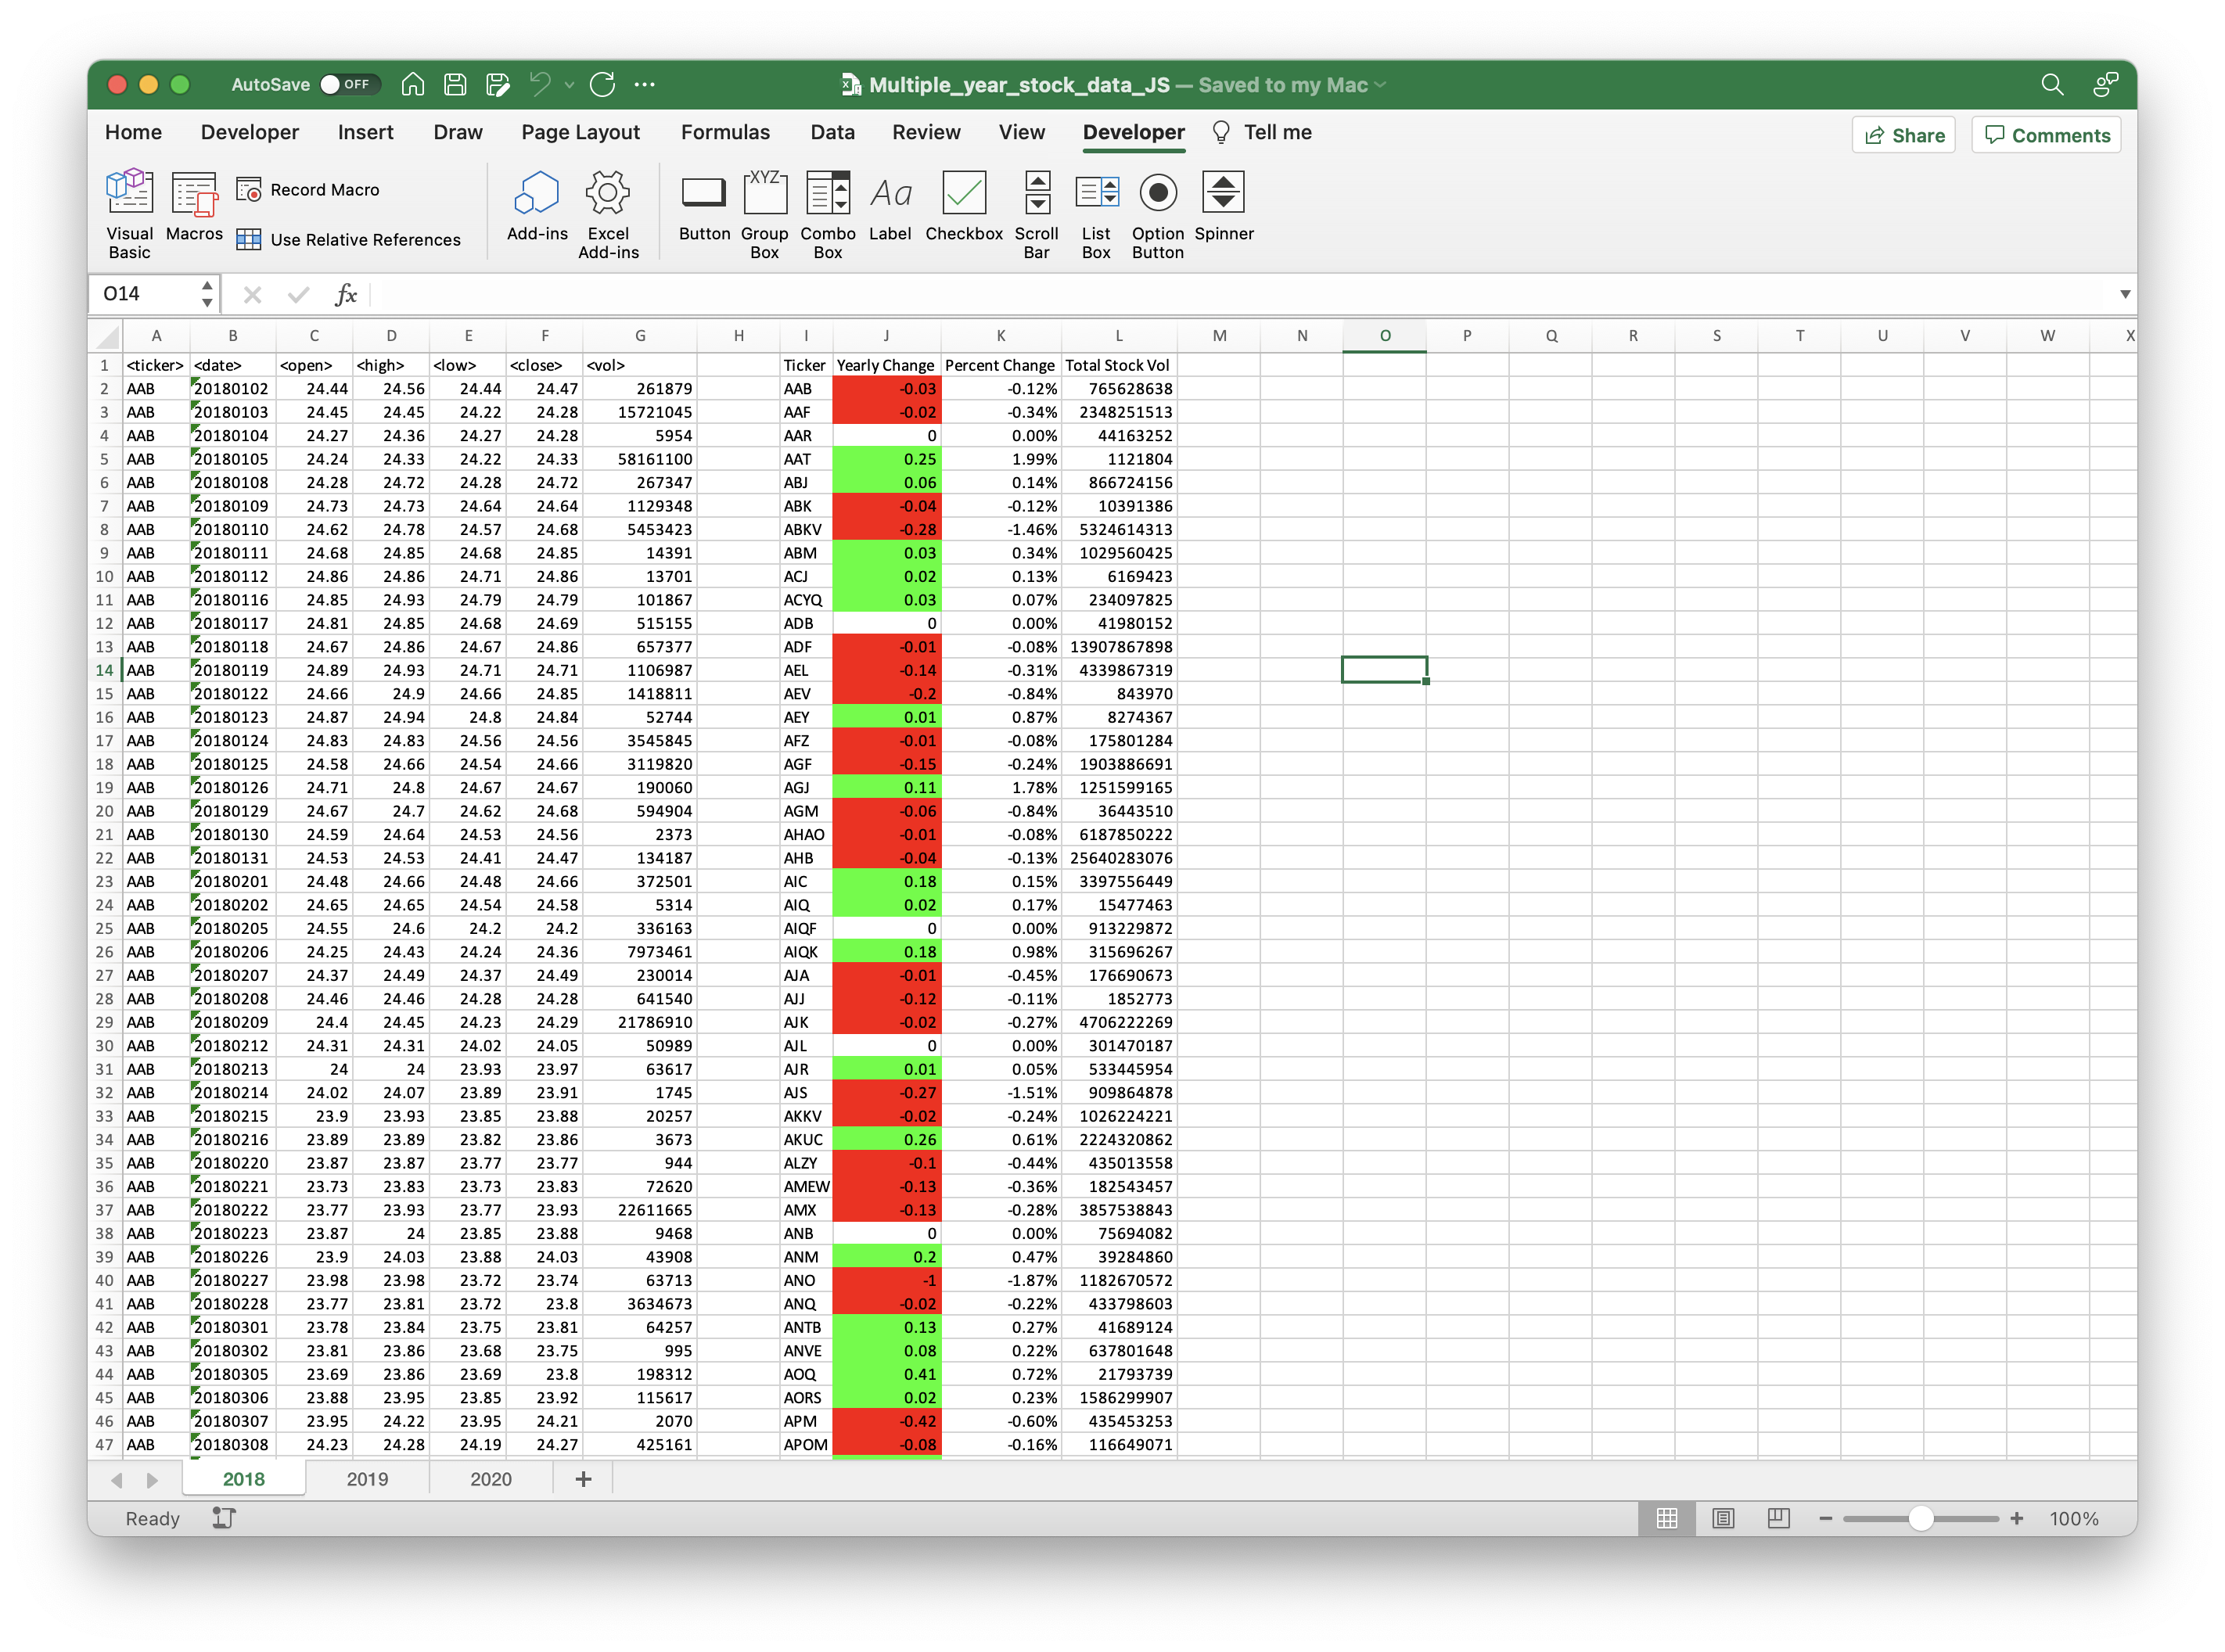 AutoSave OFF Multiple_year_stock_data_JS — Saved to my Mac
Home Developer Insert Draw Page Layout Formulas Data Review View Developer Tell me Share Comments
Visual Basic Macros Record Macro Use Relative References Add-ins Excel Add-ins Button XYZ Group Box Combo Box Aa Label Checkbox Scroll Bar List Box Option Button Spinner
O14 fx
A B C D E F G H I J K L M N O P Q R S T U V W X
1 <ticker> <date> <open> <high> <low> <close> <vol> Ticker Yearly Change Percent Change Total Stock Vol
2 AAB 20180102 24.44 24.56 24.44 24.47 261879 AAB -0.03 -0.12% 765628638
3 AAB 20180103 24.45 24.45 24.22 24.28 15721045 AAF -0.02 -0.34% 2348251513
4 AAB 20180104 24.27 24.36 24.27 24.28 5954 AAR 0 0.00% 44163252
5 AAB 20180105 24.24 24.33 24.22 24.33 58161100 AAT 0.25 1.99% 1121804
6 AAB 20180108 24.28 24.72 24.28 24.72 267347 ABJ 0.06 0.14% 866724156
7 AAB 20180109 24.73 24.73 24.64 24.64 1129348 ABK -0.04 -0.12% 10391386
8 AAB 20180110 24.62 24.78 24.57 24.68 5453423 ABKV -0.28 -1.46% 5324614313
9 AAB 20180111 24.68 24.85 24.68 24.85 14391 ABM 0.03 0.34% 1029560425
10 AAB 20180112 24.86 24.86 24.71 24.86 13701 ACJ 0.02 0.13% 6169423
11 AAB 20180116 24.85 24.93 24.79 24.79 101867 ACYQ 0.03 0.07% 234097825
12 AAB 20180117 24.81 24.85 24.68 24.69 515155 ADB 0 0.00% 41980152
13 AAB 20180118 24.67 24.86 24.67 24.86 657377 ADF -0.01 -0.08% 13907867898
14 AAB 20180119 24.89 24.93 24.71 24.71 1106987 AEL -0.14 -0.31% 4339867319
15 AAB 20180122 24.66 24.9 24.66 24.85 1418811 AEV -0.2 -0.84% 843970
16 AAB 20180123 24.87 24.94 24.8 24.84 52744 AEY 0.01 0.87% 8274367
17 AAB 20180124 24.83 24.83 24.56 24.56 3545845 AFZ -0.01 -0.08% 175801284
18 AAB 20180125 24.58 24.66 24.54 24.66 3119820 AGF -0.15 -0.24% 1903886691
19 AAB 20180126 24.71 24.8 24.67 24.67 190060 AGJ 0.11 1.78% 1251599165
20 AAB 20180129 24.67 24.7 24.62 24.68 594904 AGM -0.06 -0.84% 36443510
21 AAB 20180130 24.59 24.64 24.53 24.56 2373 AHAO -0.01 -0.08% 6187850222
22 AAB 20180131 24.53 24.53 24.41 24.47 134187 AHB -0.04 -0.13% 25640283076
23 AAB 20180201 24.48 24.66 24.48 24.66 372501 AIC 0.18 0.15% 3397556449
24 AAB 20180202 24.65 24.65 24.54 24.58 5314 AIQ 0.02 0.17% 15477463
25 AAB 20180205 24.55 24.6 24.2 24.2 336163 AIQF 0 0.00% 913229872
26 AAB 20180206 24.25 24.43 24.24 24.36 7973461 AIQK 0.18 0.98% 315696267
27 AAB 20180207 24.37 24.49 24.37 24.49 230014 AJA -0.01 -0.45% 176690673
28 AAB 20180208 24.46 24.46 24.28 24.28 641540 AJJ -0.12 -0.11% 1852773
29 AAB 20180209 24.4 24.45 24.23 24.29 21786910 AJK -0.02 -0.27% 4706222269
30 AAB 20180212 24.31 24.31 24.02 24.05 50989 AJL 0 0.00% 301470187
31 AAB 20180213 24 24 23.93 23.97 63617 AJR 0.01 0.05% 533445954
32 AAB 20180214 24.02 24.07 23.89 23.91 1745 AJS -0.27 -1.51% 909864878
33 AAB 20180215 23.9 23.93 23.85 23.88 20257 AKKV -0.02 -0.24% 1026224221
34 AAB 20180216 23.89 23.89 23.82 23.86 3673 AKUC 0.26 0.61% 2224320862
35 AAB 20180220 23.87 23.87 23.77 23.77 944 ALZY -0.1 -0.44% 435013558
36 AAB 20180221 23.73 23.83 23.73 23.83 72620 AMEW -0.13 -0.36% 182543457
37 AAB 20180222 23.77 23.93 23.77 23.93 22611665 AMX -0.13 -0.28% 3857538843
38 AAB 20180223 23.87 24 23.85 23.88 9468 ANB 0 0.00% 75694082
39 AAB 20180226 23.9 24.03 23.88 24.03 43908 ANM 0.2 0.47% 39284860
40 AAB 20180227 23.98 23.98 23.72 23.74 63713 ANO -1 -1.87% 1182670572
41 AAB 20180228 23.77 23.81 23.72 23.8 3634673 ANQ -0.02 -0.22% 433798603
42 AAB 20180301 23.78 23.84 23.75 23.81 64257 ANTB 0.13 0.27% 41689124
43 AAB 20180302 23.81 23.86 23.68 23.75 995 ANVE 0.08 0.22% 637801648
44 AAB 20180305 23.69 23.86 23.69 23.8 198312 AOQ 0.41 0.72% 21793739
45 AAB 20180306 23.88 23.95 23.85 23.92 115617 AORS 0.02 0.23% 1586299907
46 AAB 20180307 23.95 24.22 23.95 24.21 2070 APM -0.42 -0.60% 435453253
47 AAB 20180308 24.23 24.28 24.19 24.27 425161 APOM -0.08 -0.16% 116649071
2018 2019 2020 +
Ready 100%